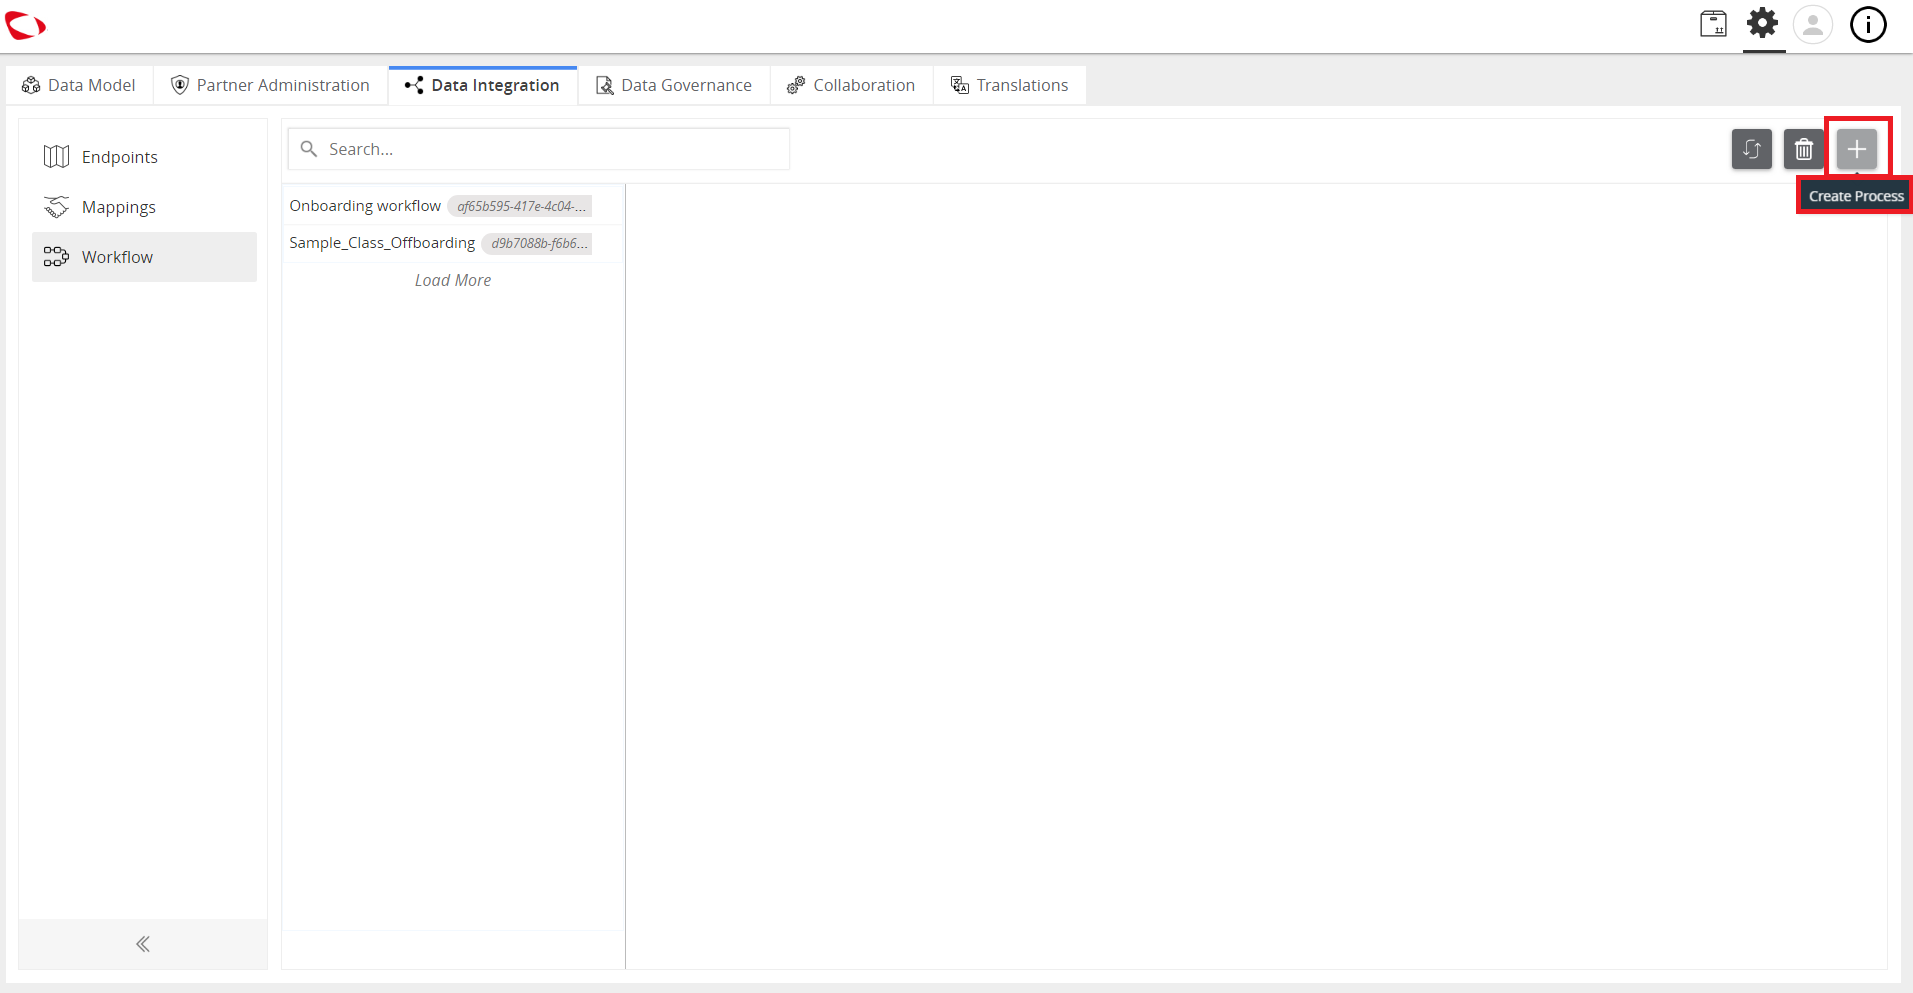 Data Model
Partner Administration
Data Integration
Data Governance
Collaboration
Translations
Endpoints
Mappings
Workflow
Search...
Create Process
Onboarding workflow af65b595-417e-4c04-...
Sample_Class_Offboarding d9b7088b-f6b6...
Load More